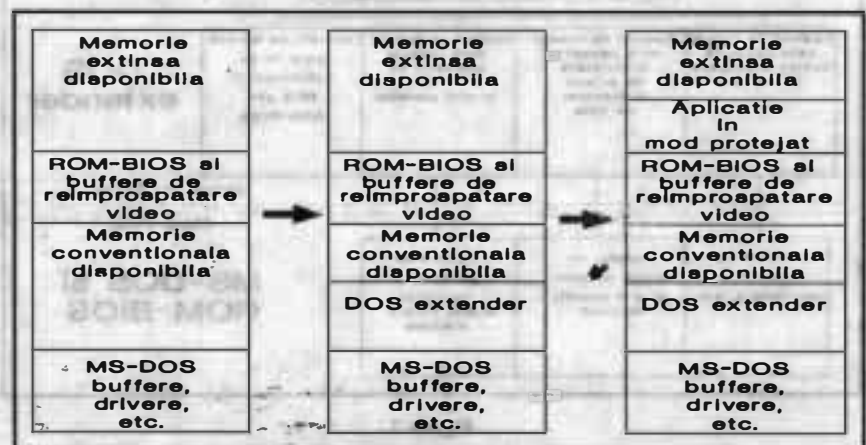 Memorie
extinsa
disponibila
ROM-BIOS si
buffere de
reimprospatare
video
Memorie
conventionala
disponibila
MS-DOS
buffere,
drivere,
etc.
Memorie
extinsa
disponibila
ROM-BIOS si
buffere de
reimprospatare
video
Memorie
conventionala
disponibila
DOS extender
MS-DOS
buffere,
drivere,
etc.
Memorie
extinsa
disponibila
Aplicatie
in
mod protejat
ROM-BIOS si
buffere de
reimprospatare
video
Memorie
conventionala
disponibila
DOS extender
MS-DOS
buffere,
drivere,
etc.